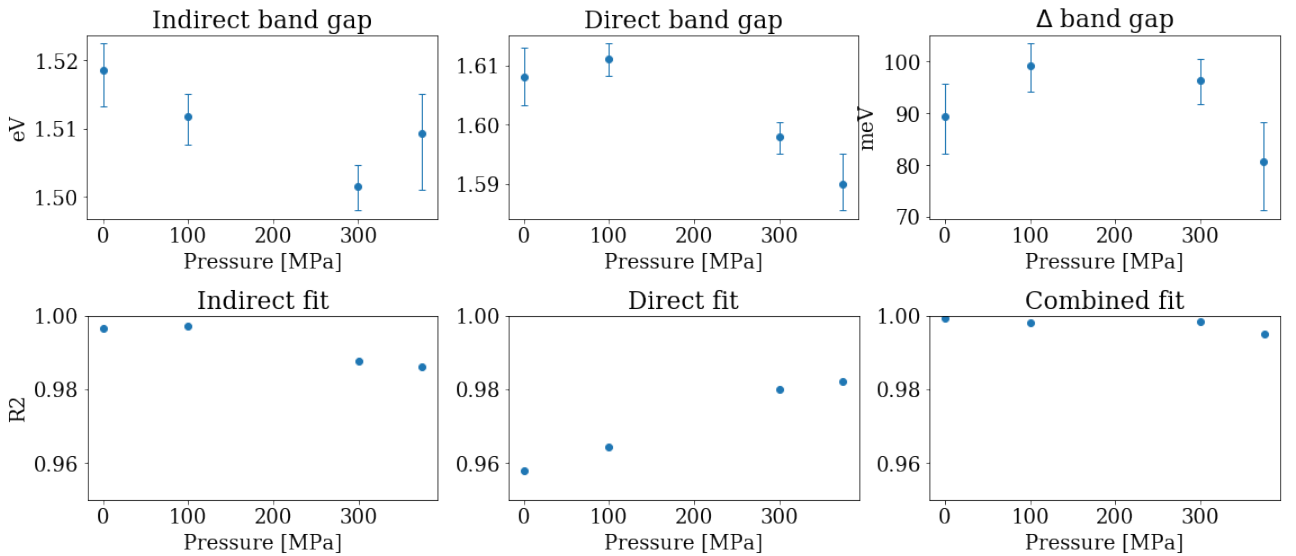 Indirect band gap
Direct band gap
Δ band gap
eV
1.52
1.51
1.50
0 100 200 300
Pressure [MPa]
1.61
1.60
1.59
0 100 200 300
Pressure [MPa]
meV
100
90
80
70
0 100 200 300
Pressure [MPa]
Indirect fit
Direct fit
Combined fit
R2
1.00
0.98
0.96
0 100 200 300
Pressure [MPa]
1.00
0.98
0.96
0 100 200 300
Pressure [MPa]
1.00
0.98
0.96
0 100 200 300
Pressure [MPa]